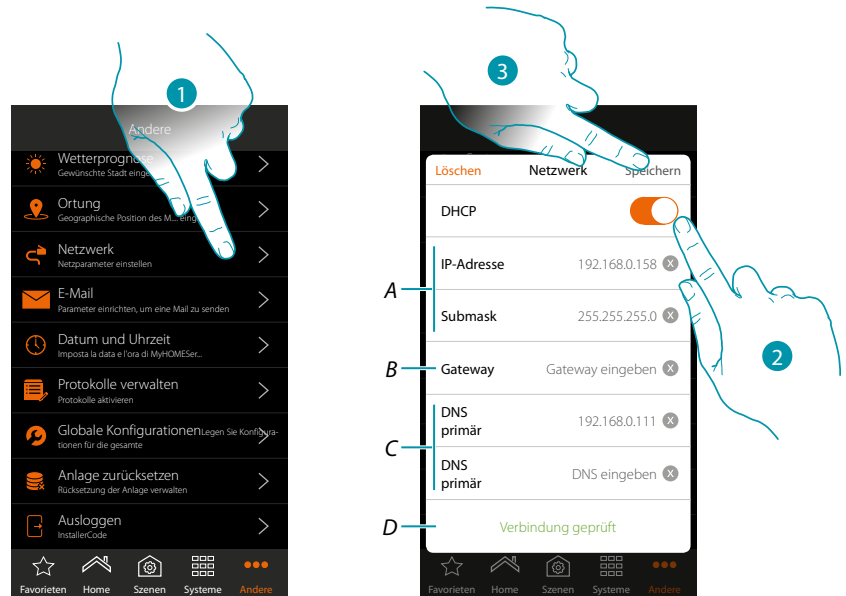 1
Andere
Wetterprognose
Gewünschte Stadt einge
Ortung
Geographische Position des M... eing
Netzwerk
Netzparameter einstellen
E-Mail
Parameter einrichten, um eine Mail zu senden
Datum und Uhrzeit
Imposta la data e l'ora di MyHOMESer...
Protokolle verwalten
Protokolle aktivieren
Globale Konfigurationen Legen Sie Konfigura-
tionen für die gesamte
Anlage zurücksetzen
Rücksetzung der Anlage verwalten
Ausloggen
InstallerCode
Favorieten Home Szenen Systeme Andere
3
Löschen Netzwerk Speichern
DHCP
A
IP-Adresse 192.168.0.158 X
Submask 255.255.255.0 X
2
B Gateway Gateway eingeben X
C
DNS
primär 192.168.0.111 X
DNS
primär DNS eingeben X
D Verbindung geprüft
Favorieten Home Szenen Systeme Andere